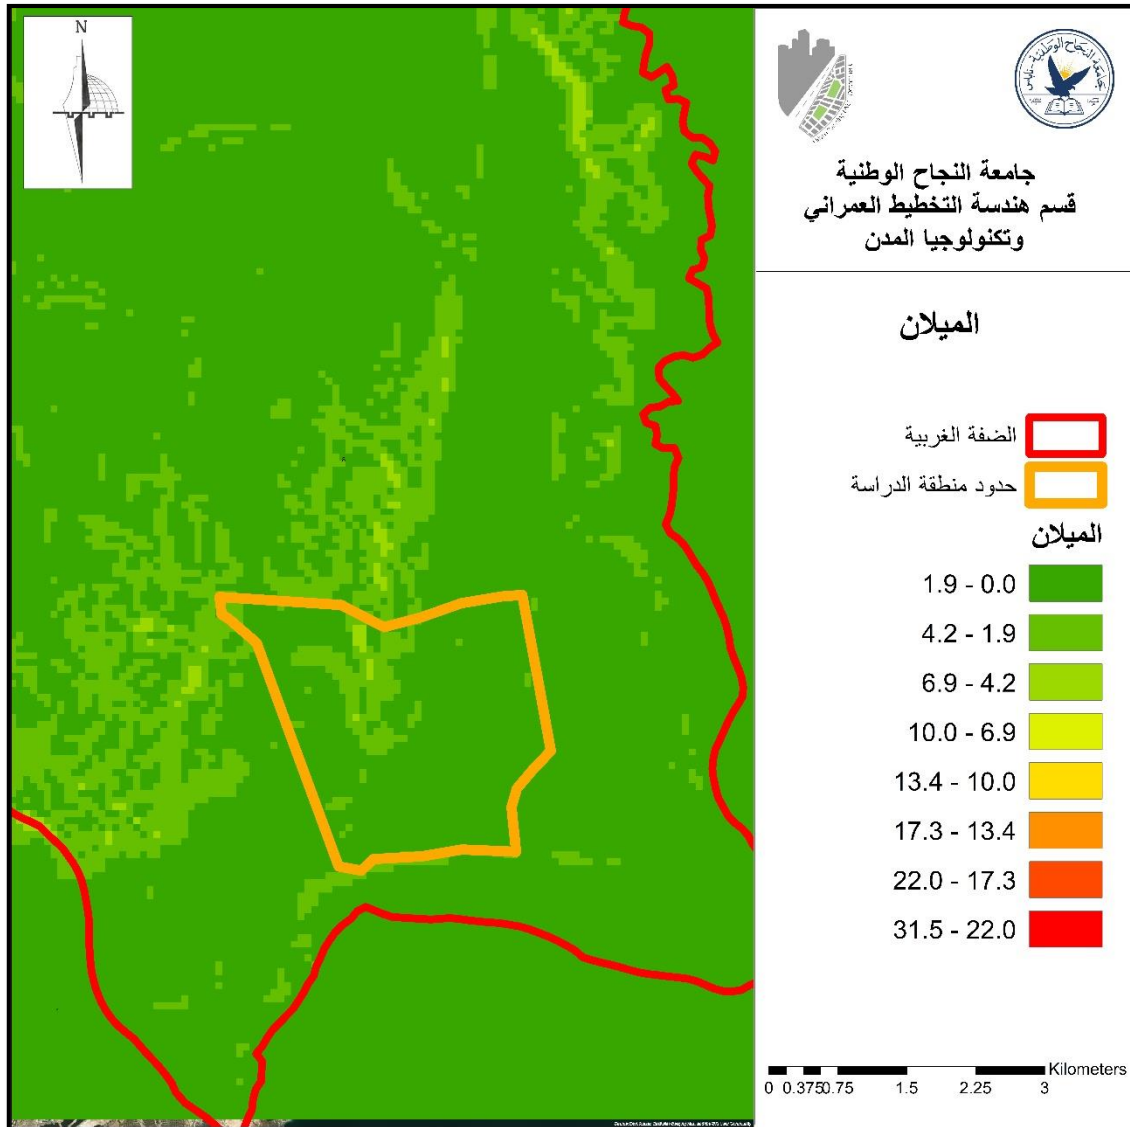 N
جامعة النجاح الوطنية
قسم هندسة التخطيط العمراني
وتكنولوجيا المدن
الميلان
الضفة الغربية
حدود منطقة الدراسة
الميلان
1.9 - 0.0
4.2 - 1.9
6.9 - 4.2
10.0 - 6.9
13.4 - 10.0
17.3 - 13.4
22.0 - 17.3
31.5 - 22.0
Kilometers
0 0.375 0.75 1.5 2.25 3